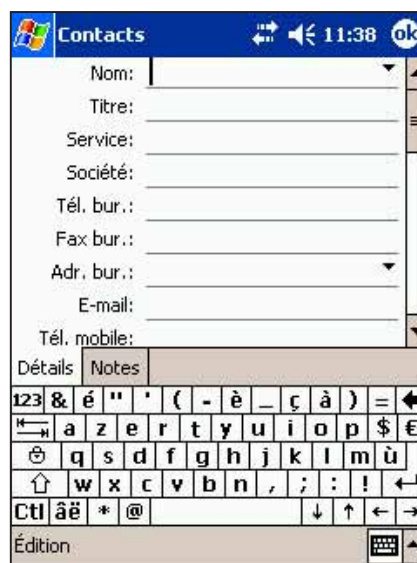 Contacts 11:38 ok
Nom:
Titre:
Service:
Société:
Tél. bur.:
Fax bur.:
Adr. bur.:
E-mail:
Tél. mobile:
Détails Notes
123 & é " ' ( - è _ ç à ) =
a z e r t y u i o p $ €
q s d f g h j k l m ù
w x c v b n , ; : !
Ctl âë * @ ↓ ↑ ← →
Édition